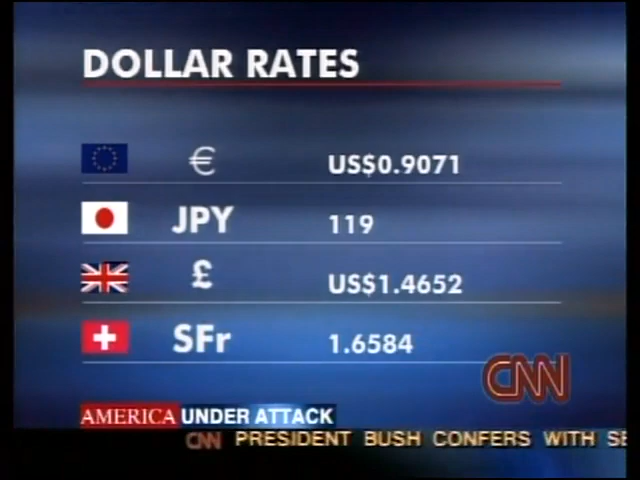 DOLLAR RATES
€ US$0.9071
JPY 119
£ US$1.4652
SFr 1.6584
CNN
AMERICA UNDER ATTACK
CNN PRESIDENT BUSH CONFERS WITH SE